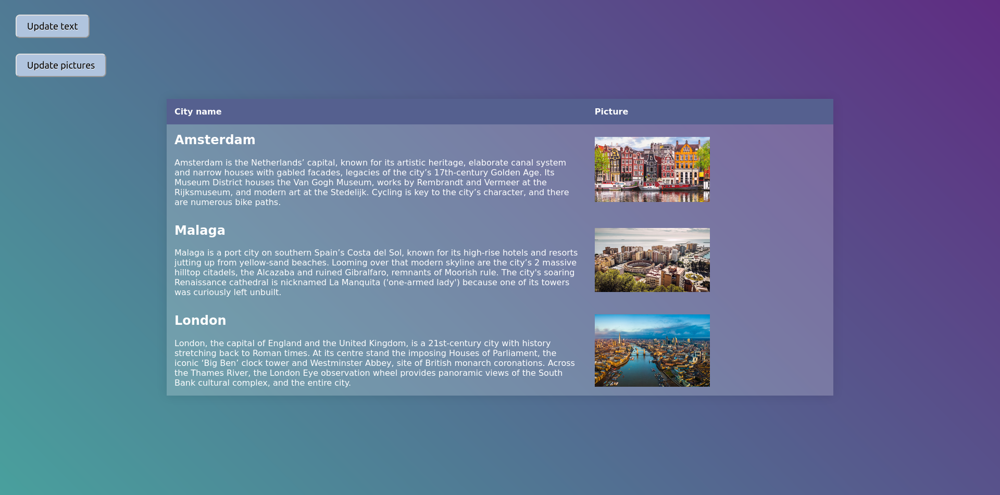 Update text
Update pictures
City name
Picture
Amsterdam
Amsterdam is the Netherlands’ capital, known for its artistic heritage, elaborate canal system
and narrow houses with gabled facades, legacies of the city’s 17th-century Golden Age. Its
Museum District houses the Van Gogh Museum, works by Rembrandt and Vermeer at the
Rijksmuseum, and modern art at the Stedelijk. Cycling is key to the city’s character, and there
are numerous bike paths.
Malaga
Malaga is a port city on southern Spain’s Costa del Sol, known for its high-rise hotels and resorts
jutting up from yellow-sand beaches. Looming over that modern skyline are the city’s 2 massive
hilltop citadels, the Alcazaba and ruined Gibralfaro, remnants of Moorish rule. The city's soaring
Renaissance cathedral is nicknamed La Manquita ('one-armed lady') because one of its towers
was curiously left unbuilt.
London
London, the capital of England and the United Kingdom, is a 21st-century city with history
stretching back to Roman times. At its centre stand the imposing Houses of Parliament, the
iconic ‘Big Ben’ clock tower and Westminster Abbey, site of British monarch coronations. Across
the Thames River, the London Eye observation wheel provides panoramic views of the South
Bank cultural complex, and the entire city.